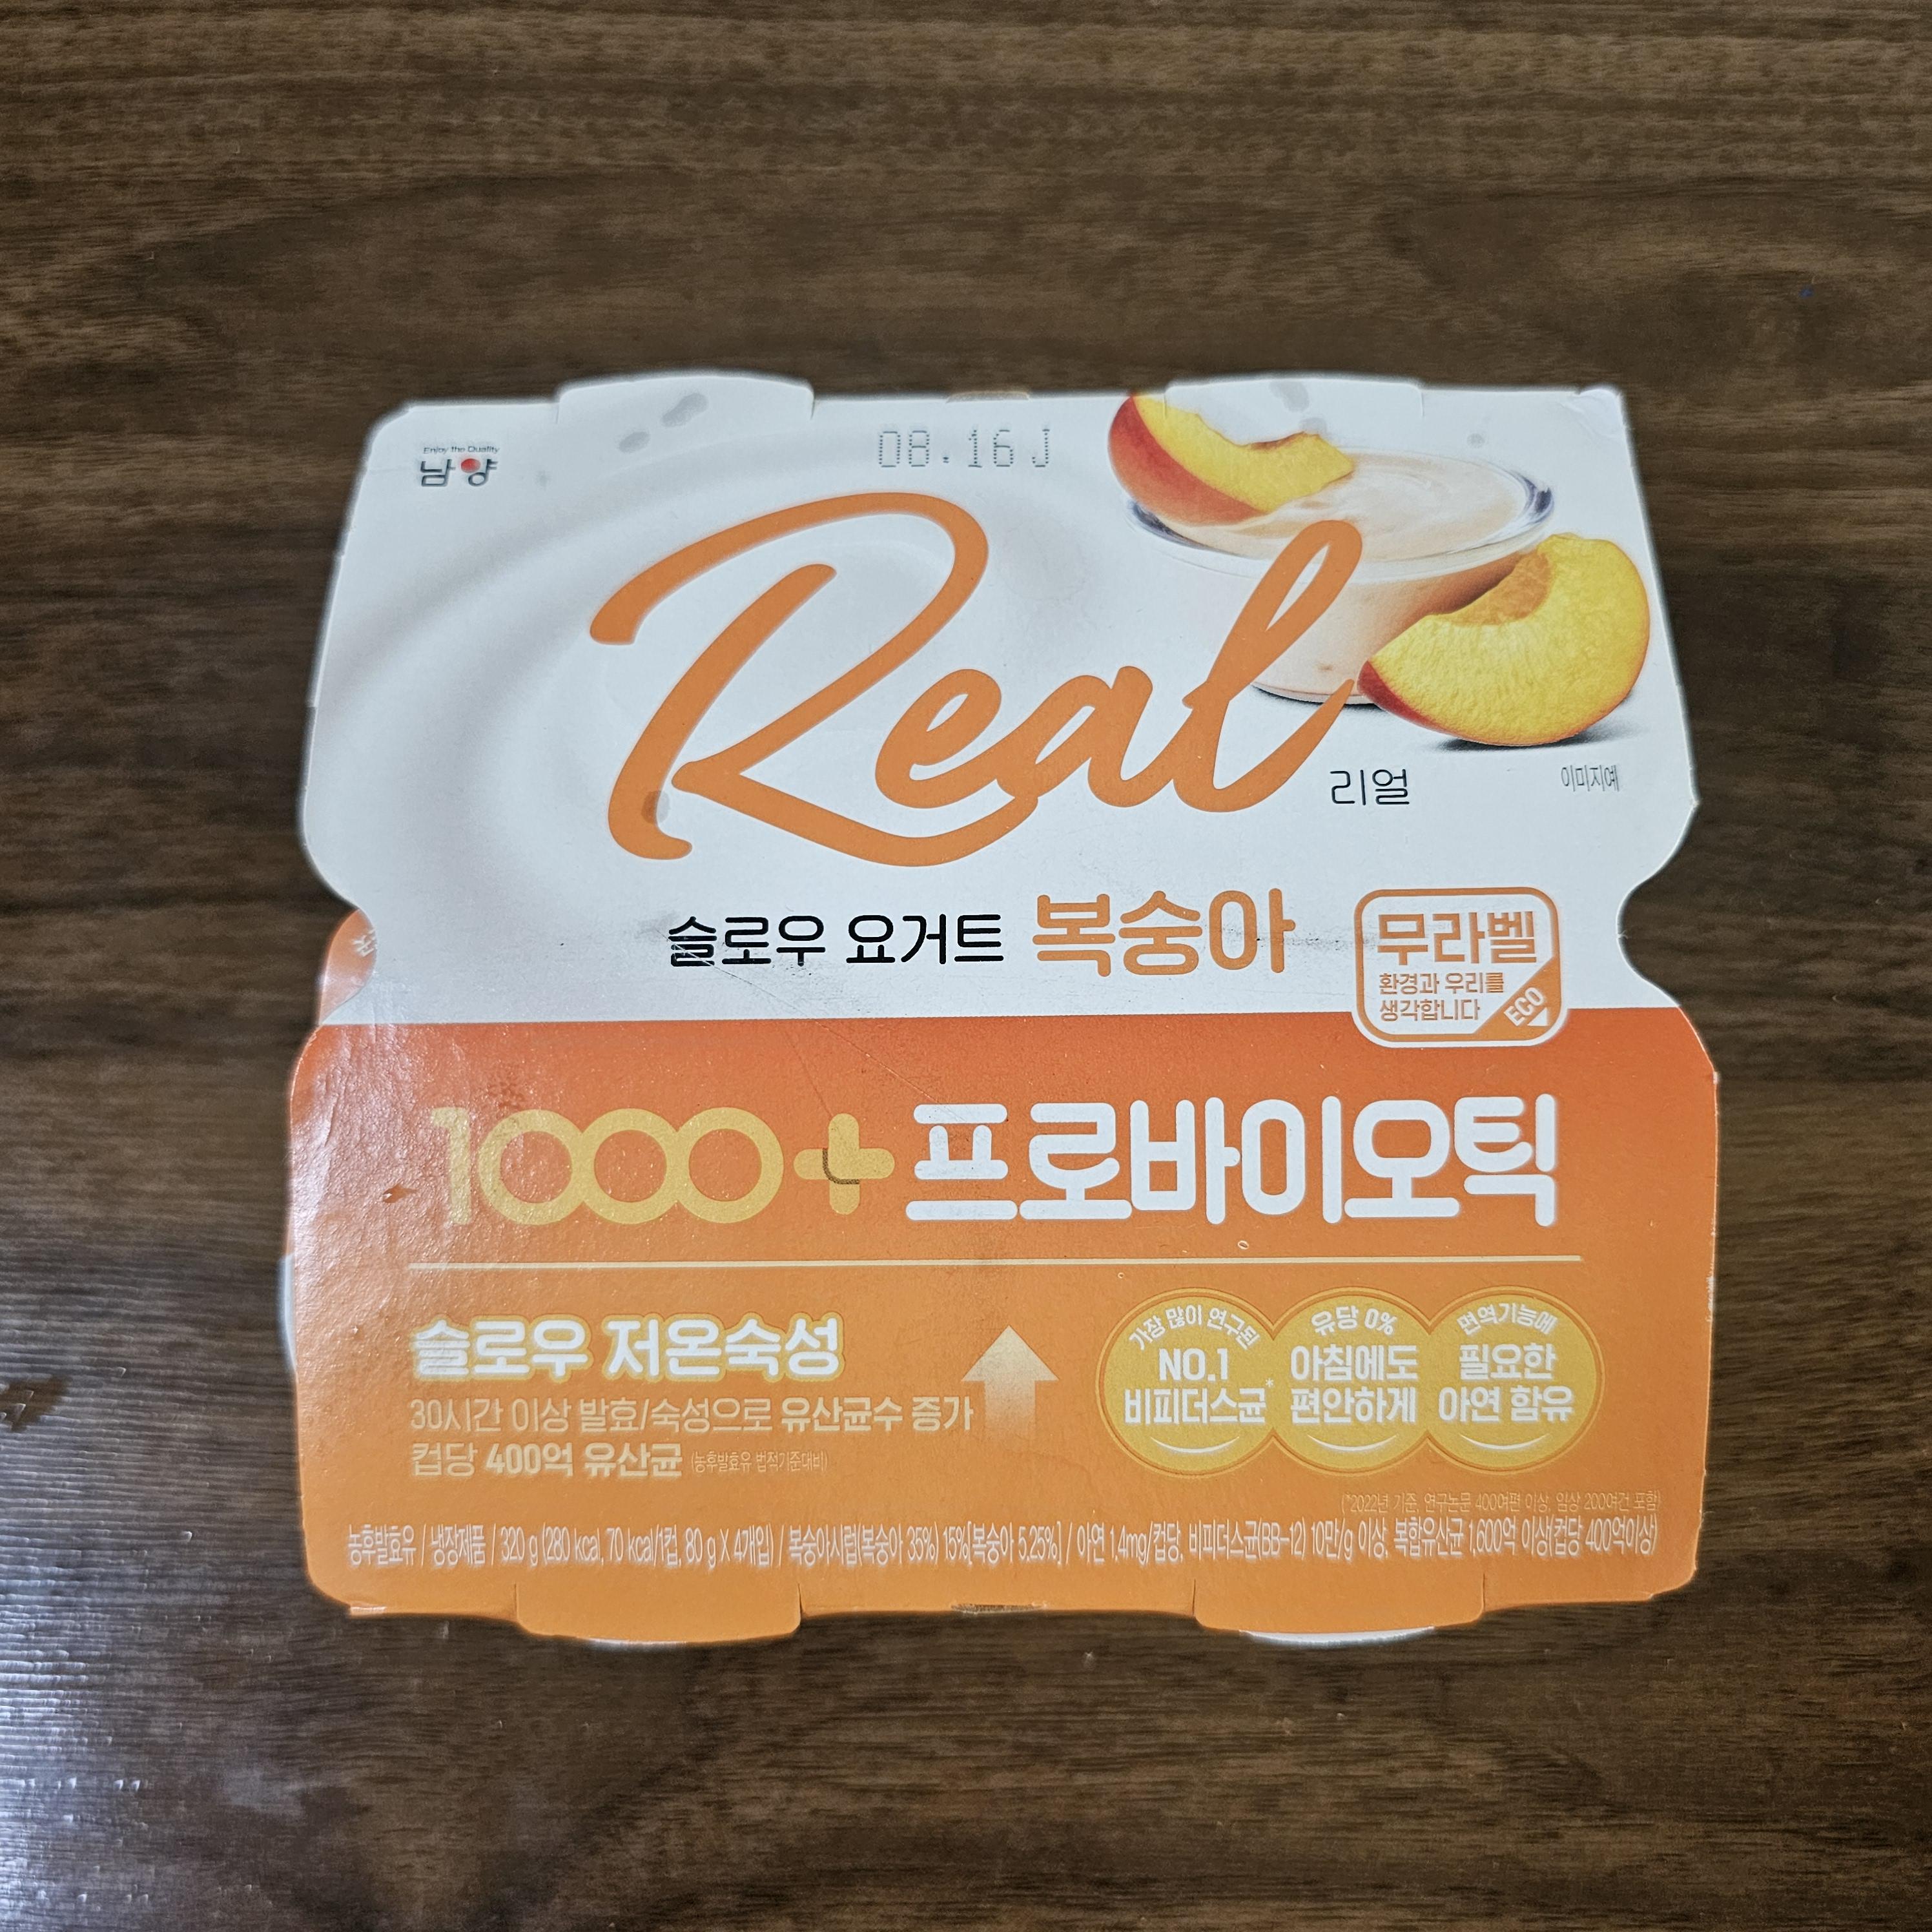 Enjoy the Quality
남양
08.16 J
Real
리얼
이미지예
슬로우 요거트 복숭아
무라벨
환경과 우리를
생각합니다
ECO
1000+프로바이오틱
슬로우 저온숙성
30시간 이상 발효/숙성으로 유산균수 증가
컵당 400억 유산균 (농후발효유 법적기준대비)
가장 많이 연구된
NO.1
비피더스균*
유당 0%
아침에도
편안하게
면역기능에
필요한
아연 함유
(*2022년 기준, 연구논문 400여편 이상, 임상 200여건 포함)
농후발효유 / 냉장제품 / 320 g (280 kcal, 70 kcal/1컵, 80 g X 4개입) / 복숭아시럽(복숭아 35%) 15%[복숭아 5.25%] / 아연 1.4mg/컵당, 비피더스균(BB-12) 10만/g 이상, 복합유산균 1,600억 이상(컵당 400억이상)